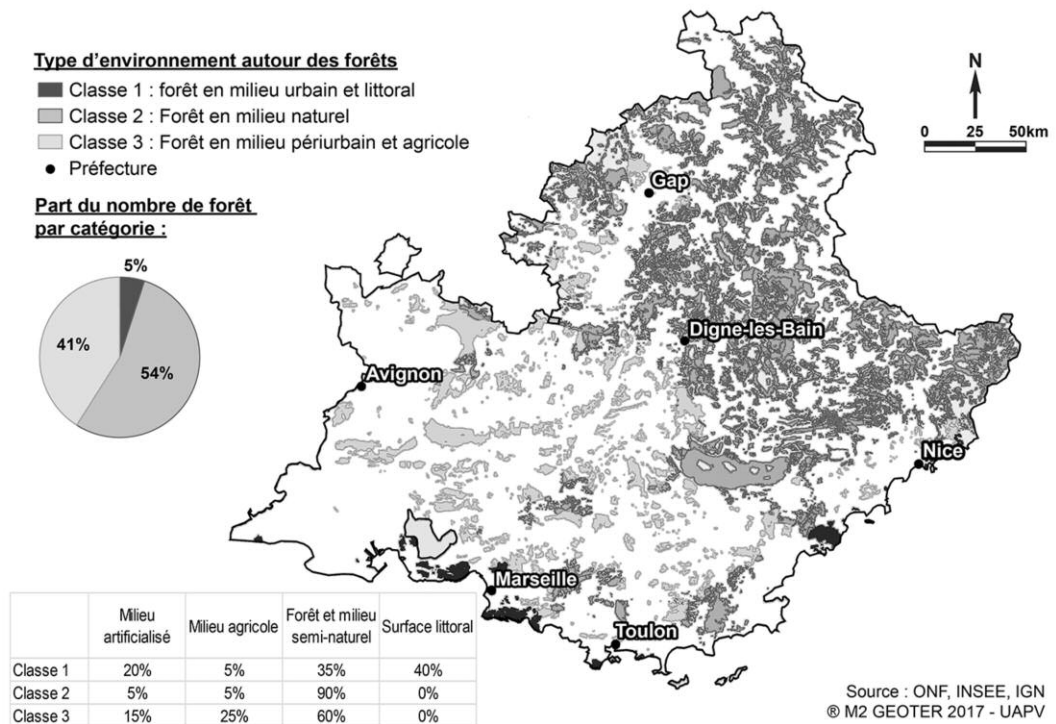 Type d'environnement autour des forêts
Classe 1 : forêt en milieu urbain et littoral
Classe 2 : Forêt en milieu naturel
Classe 3 : Forêt en milieu périurbain et agricole
Préfecture
Part du nombre de forêt
par catégorie :
5%
41%
54%
N
0 25 50km
Gap
Digne-les-Bain
Avignon
Nice
Marseille
Toulon
Milieu artificialisé Milieu agricole Forêt et milieu semi-naturel Surface littoral
Classe 1 20% 5% 35% 40%
Classe 2 5% 5% 90% 0%
Classe 3 15% 25% 60% 0%
Source : ONF, INSEE, IGN
® M2 GEOTER 2017 - UAPV